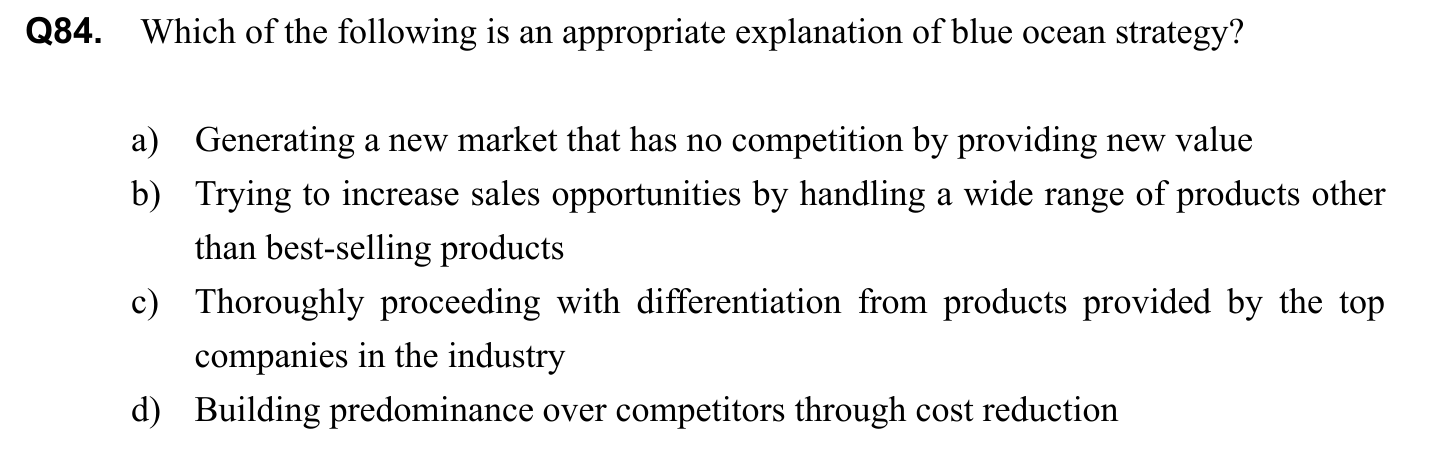 Q84. Which of the following is an appropriate explanation of blue ocean strategy?
a) Generating a new market that has no competition by providing new value
b) Trying to increase sales opportunities by handling a wide range of products other
than best-selling products
c) Thoroughly proceeding with differentiation from products provided by the top
companies in the industry
d) Building predominance over competitors through cost reduction